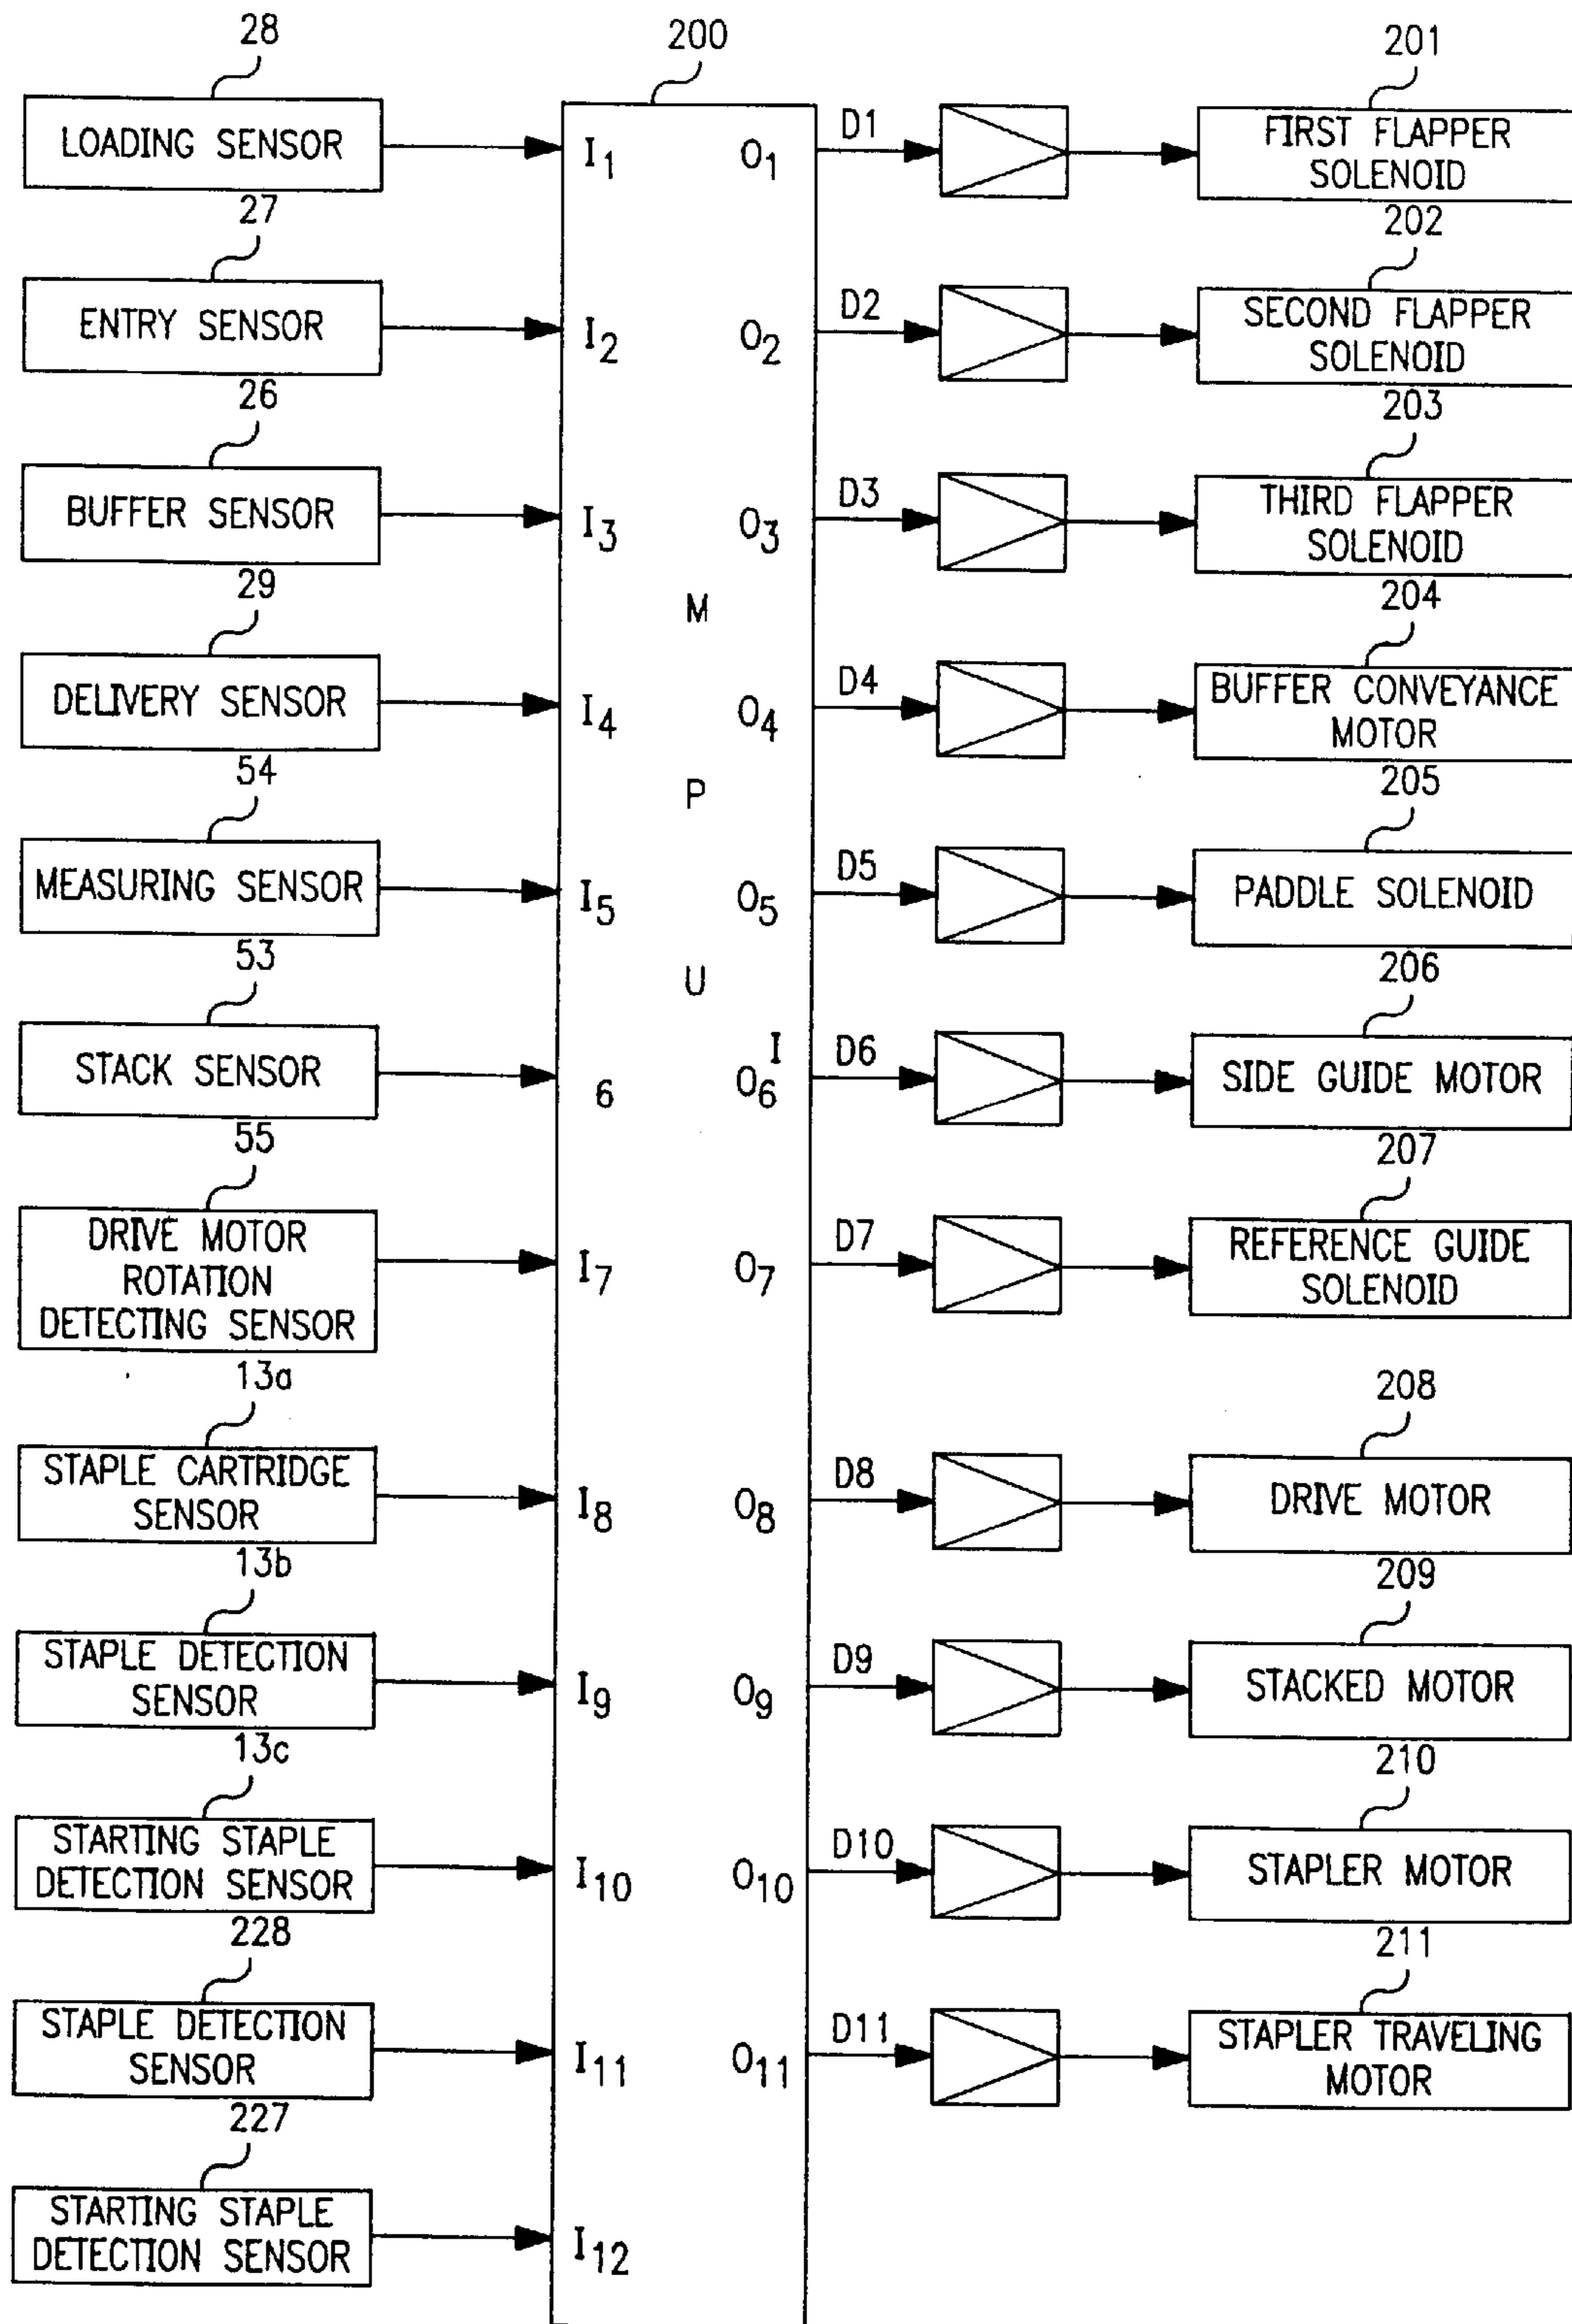 28
200
201
LOADING SENSOR
I1
O1
D1
FIRST FLAPPER
SOLENOID
27
202
ENTRY SENSOR
I2
O2
D2
SECOND FLAPPER
SOLENOID
26
203
BUFFER SENSOR
I3
O3
D3
THIRD FLAPPER
SOLENOID
29
M
204
DELIVERY SENSOR
I4
O4
D4
BUFFER CONVEYANCE
MOTOR
54
P
205
MEASURING SENSOR
I5
O5
D5
PADDLE SOLENOID
53
U
206
STACK SENSOR
6
O6
I
D6
SIDE GUIDE MOTOR
55
207
DRIVE MOTOR
ROTATION
DETECTING SENSOR
I7
O7
D7
REFERENCE GUIDE
SOLENOID
13a
208
STAPLE CARTRIDGE
SENSOR
I8
O8
D8
DRIVE MOTOR
13b
209
STAPLE DETECTION
SENSOR
I9
O9
D9
STACKED MOTOR
13c
210
STARTING STAPLE
DETECTION SENSOR
I10
O10
D10
STAPLER MOTOR
228
211
STAPLE DETECTION
SENSOR
I11
O11
D11
STAPLER TRAVELING
MOTOR
227
STARTING STAPLE
DETECTION SENSOR
I12